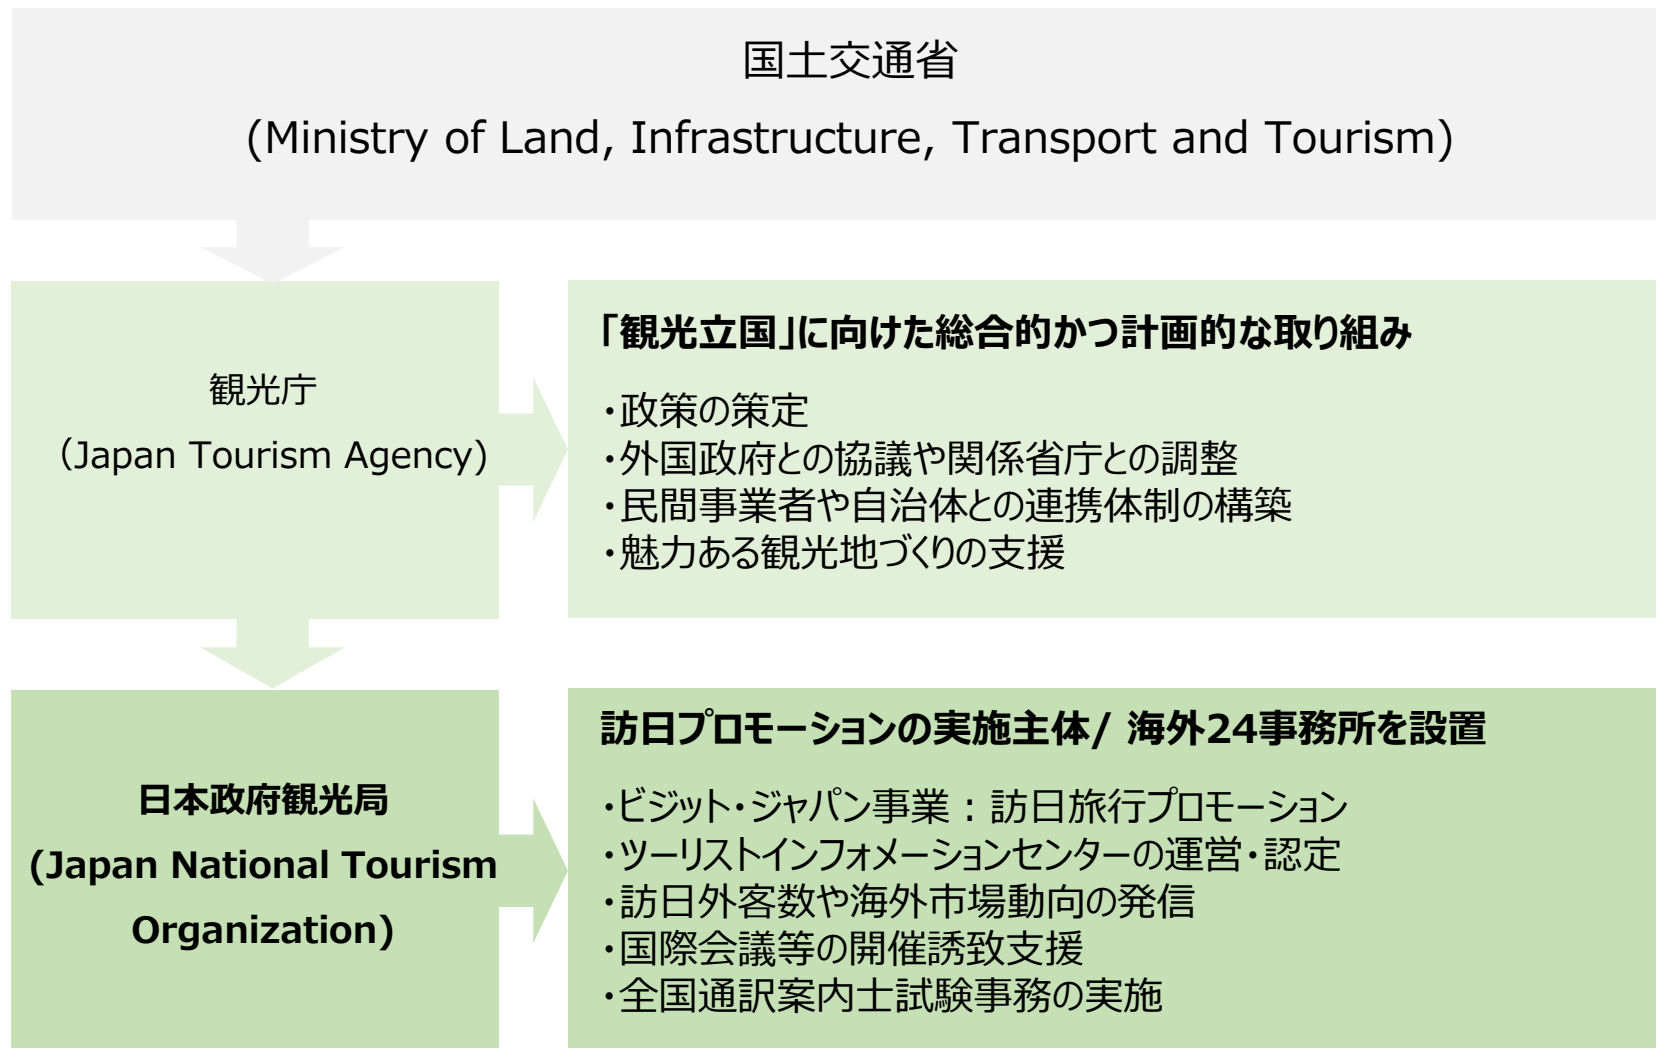 国土交通省
(Ministry of Land, Infrastructure, Transport and Tourism)
観光庁
（Japan Tourism Agency)
「観光立国」に向けた総合的かつ計画的な取り組み
・政策の策定
・外国政府との協議や関係省庁との調整
・民間事業者や自治体との連携体制の構築
・魅力ある観光地づくりの支援
日本政府観光局
(Japan National Tourism
Organization)
訪日プロモーションの実施主体/ 海外24事務所を設置
・ビジット・ジャパン事業：訪日旅行プロモーション
・ツーリストインフォメーションセンターの運営・認定
・訪日外客数や海外市場動向の発信
・国際会議等の開催誘致支援
・全国通訳案内士試験事務の実施